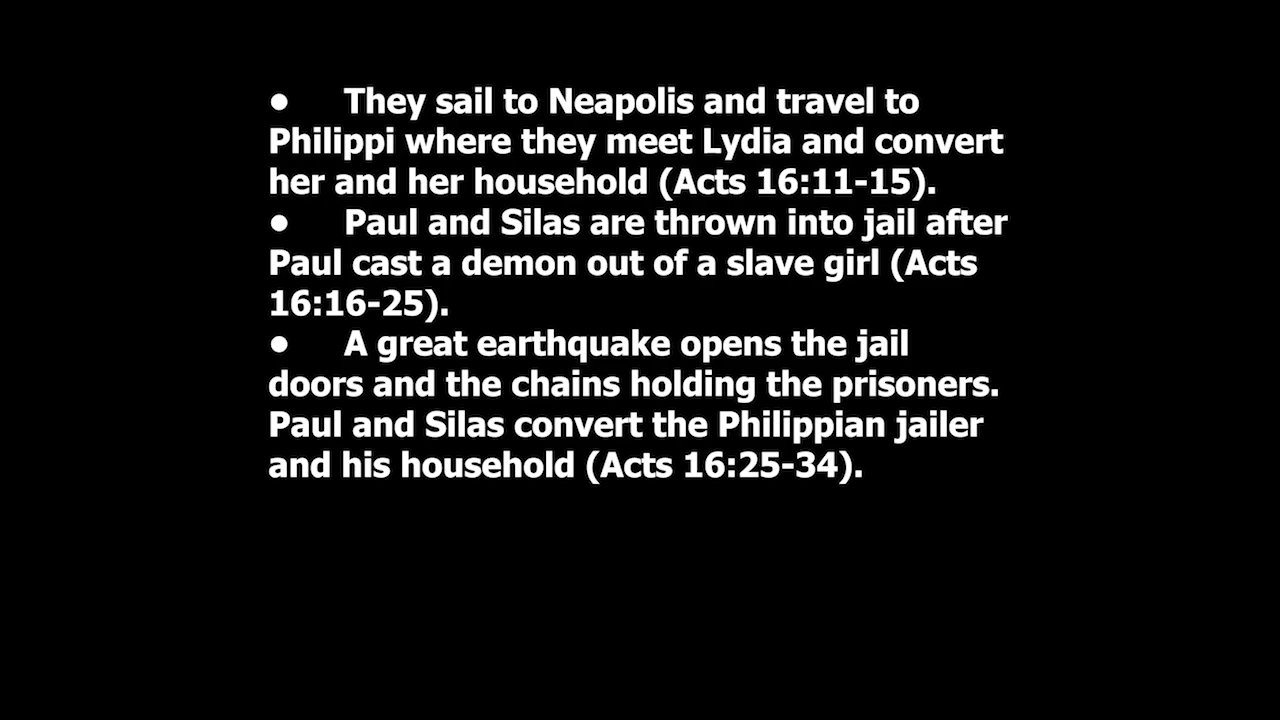 ● They sail to Neapolis and travel to
Philippi where they meet Lydia and convert
her and her household (Acts 16:11-15).
● Paul and Silas are thrown into jail after
Paul cast a demon out of a slave girl (Acts
16:16-25).
● A great earthquake opens the jail
doors and the chains holding the prisoners.
Paul and Silas convert the Philippian jailer
and his household (Acts 16:25-34).